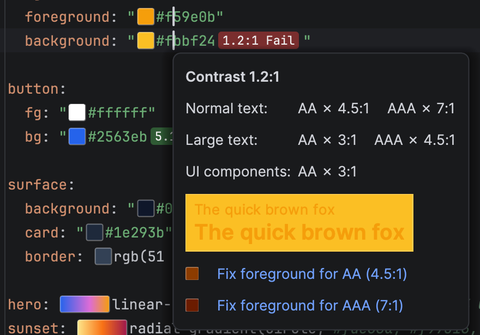 foreground: "#f59e0b"
background: "#fbbf24 1.2:1 Fail "
Contrast 1.2:1
Normal text: AA × 4.5:1 AAA × 7:1
button:
Large text: AA × 3:1 AAA × 4.5:1
fg: "#ffffff"
bg: "#2563eb 5.1
UI components: AA × 3:1
surface:
background: "#0
The quick brown fox
card: "#1e293b"
The quick brown fox
border: rgb(51
Fix foreground for AA (4.5:1)
hero: linear-
Fix foreground for AAA (7:1)
sunset: radial-gradient(circle,